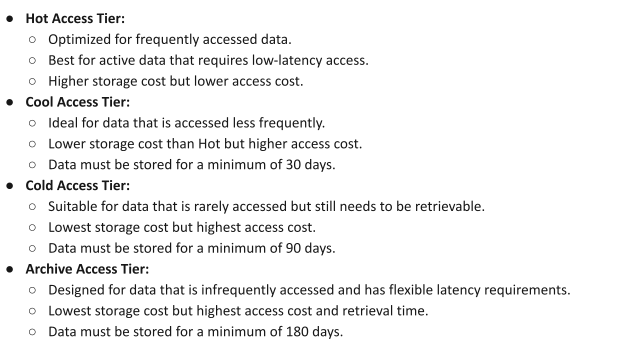 ● Hot Access Tier:
○ Optimized for frequently accessed data.
○ Best for active data that requires low-latency access.
○ Higher storage cost but lower access cost.
● Cool Access Tier:
○ Ideal for data that is accessed less frequently.
○ Lower storage cost than Hot but higher access cost.
○ Data must be stored for a minimum of 30 days.
● Cold Access Tier:
○ Suitable for data that is rarely accessed but still needs to be retrievable.
○ Lowest storage cost but highest access cost.
○ Data must be stored for a minimum of 90 days.
● Archive Access Tier:
○ Designed for data that is infrequently accessed and has flexible latency requirements.
○ Lowest storage cost but highest access cost and retrieval time.
○ Data must be stored for a minimum of 180 days.